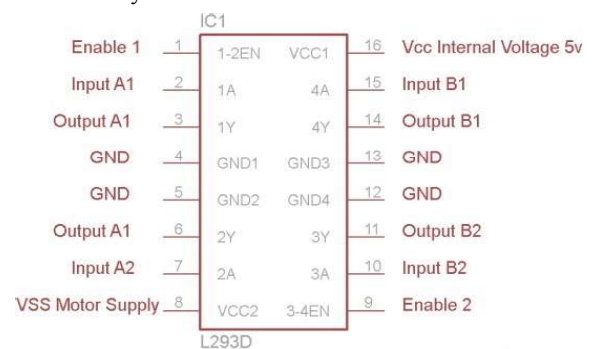 IC1
Enable 1 1 1-2EN VCC1 16 Vcc Internal Voltage 5v
Input A1 2 1A 4A 15 Input B1
Output A1 3 1Y 4Y 14 Output B1
GND 4 GND1 GND3 13 GND
GND 5 GND2 GND4 12 GND
Output A1 6 2Y 3Y 11 Output B2
Input A2 7 2A 3A 10 Input B2
VSS Motor Supply 8 VCC2 3-4EN 9 Enable 2
L293D